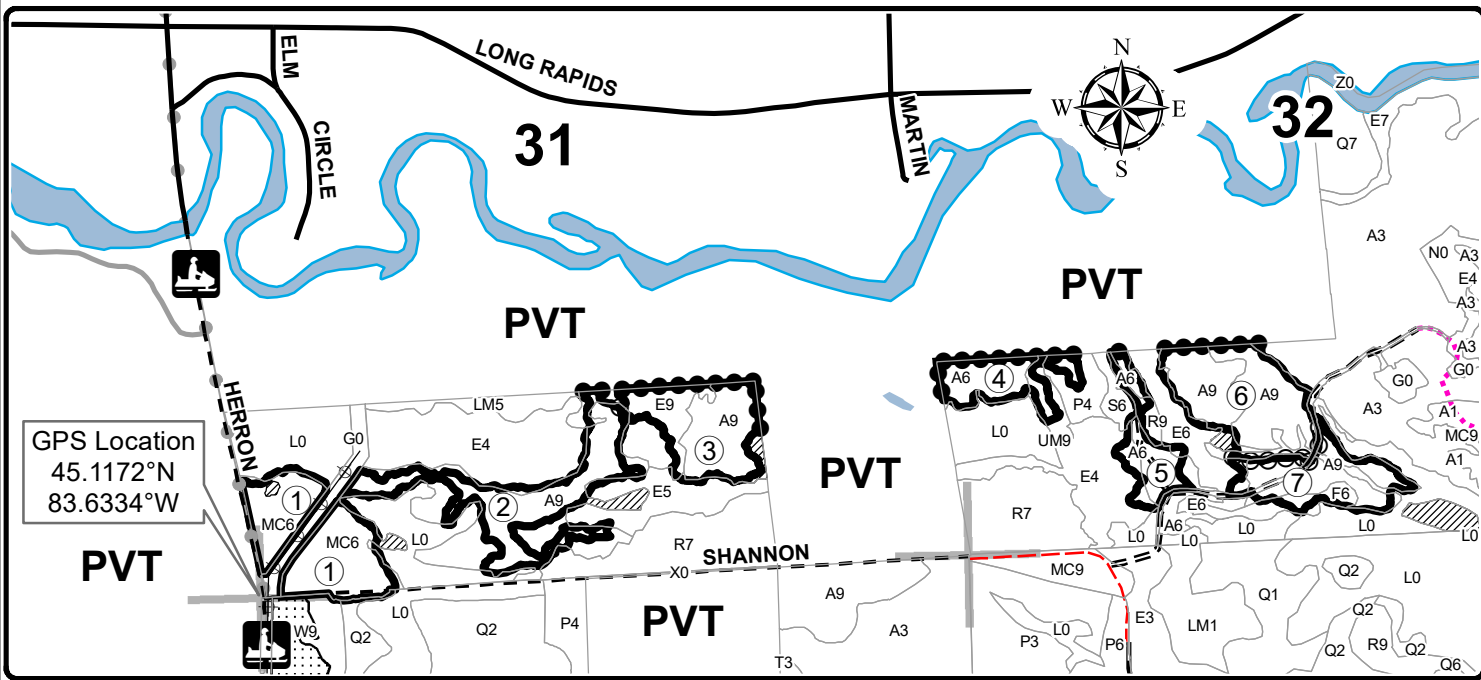 N
W E
S
ELM
CIRCLE
LONG RAPIDS
MARTIN
31
32
Z0
E7
Q7
A3
N0
A3
E4
A3
A3
G0
G0
A3
A1
MC9
A1
PVT
PVT
HERRON
GPS Location
45.1172°N
83.6334°W
PVT
L0
G0
LM5
E4
1
MC6
MC6
1
2
A9
L0
E9
A9
3
E5
R7
SHANNON
X0
PVT
A6
4
L0
UM9
P4
S6
A6
R9
E6
A6
5
E4
R7
A9
6
A9
A9
7
F6
E6
A6
L0
L0
L0
L0
L0
W9
L0
Q2
Q2
P4
PVT
A9
A3
T3
MC9
P3
L0
P6
E3
LM1
Q1
Q2
Q2
L0
R9
Q2
Q6